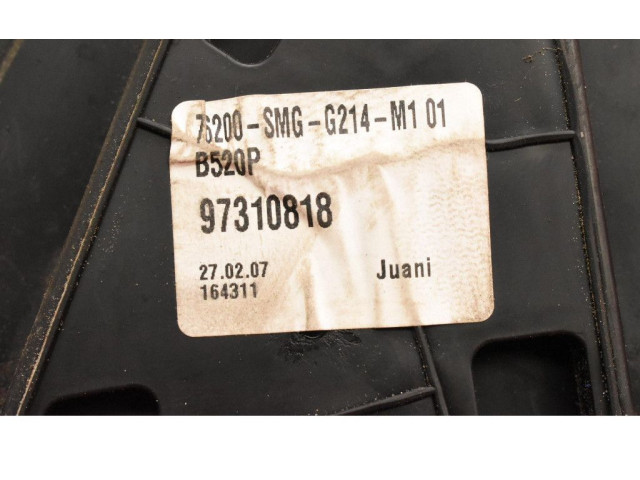 76200-SMG-G214-M1 01
B520P
97310818
27.02.07
164311
Juani